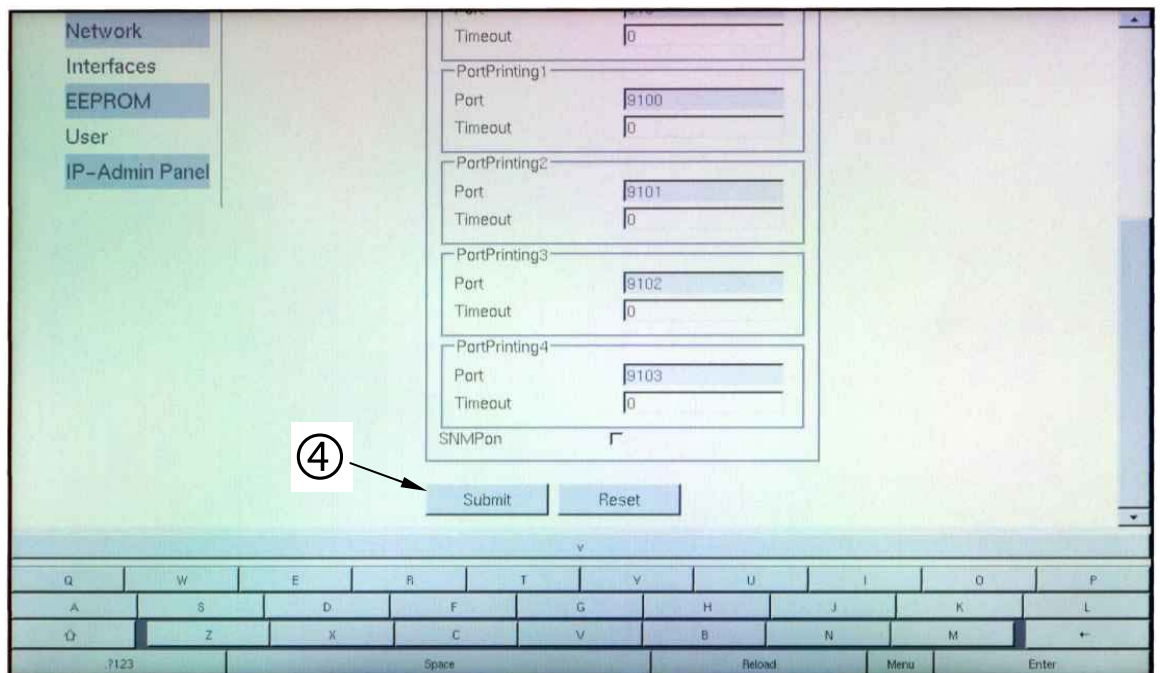 Network
Interfaces
EEPROM
User
IP-Admin Panel
Timeout 0
PortPrinting1
Port 9100
Timeout 0
PortPrinting2
Port 9101
Timeout 0
PortPrinting3
Port 9102
Timeout 0
PortPrinting4
Port 9103
Timeout 0
SNMPon
④
Submit Reset
v
Q W E R T Y U I O P
A S D F G H J K L
Z X C V B N M
.?123 Space Reload Menu Enter